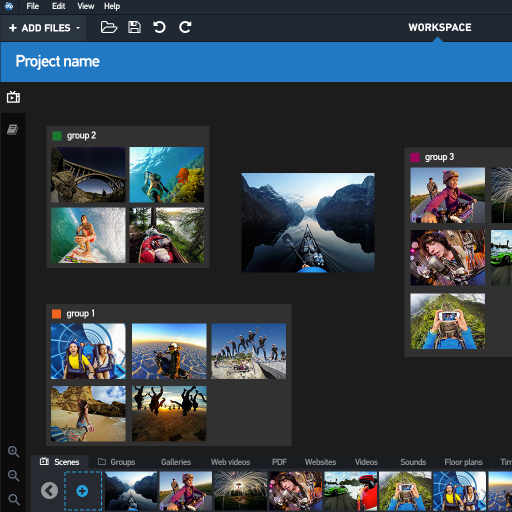 File Edit View Help
+ ADD FILES
WORKSPACE
Project name
group 2
group 3
group 1
Scenes Groups Galleries Web videos PDF Websites Videos Sounds Floor plans